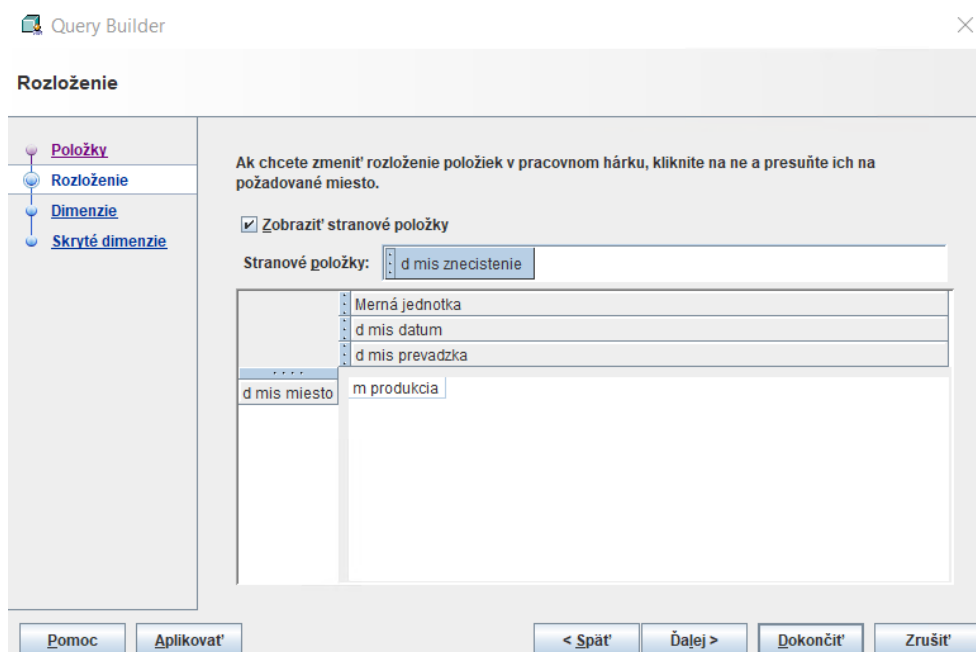 Query Builder
Rozloženie
Položky
Rozloženie
Dimenzie
Skryté dimenzie
Ak chcete zmeniť rozloženie položiek v pracovnom hárku, kliknite na ne a presuňte ich na
požadované miesto.
Zobraziť stranové položky
Stranové položky: d mis znecistenie
Merná jednotka
d mis datum
d mis prevadzka
d mis miesto m produkcia
Pomoc Aplikovať < Späť Ďalej > Dokončiť Zrušiť